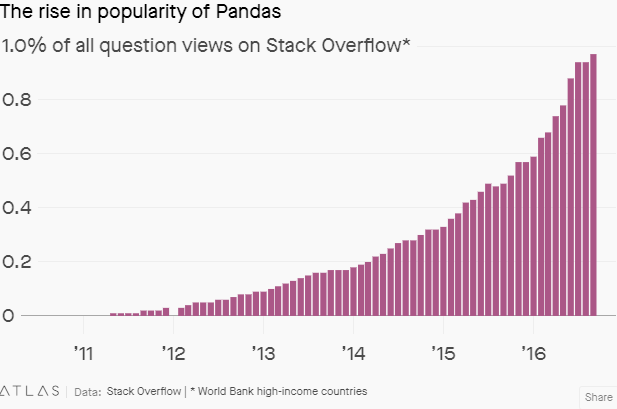 The rise in popularity of Pandas
1.0% of all question views on Stack Overflow*
0.8
0.6
0.4
0.2
0
’11 ’12 ’13 ’14 ’15 ’16
ATLAS | Data: Stack Overflow | * World Bank high-income countries
Share